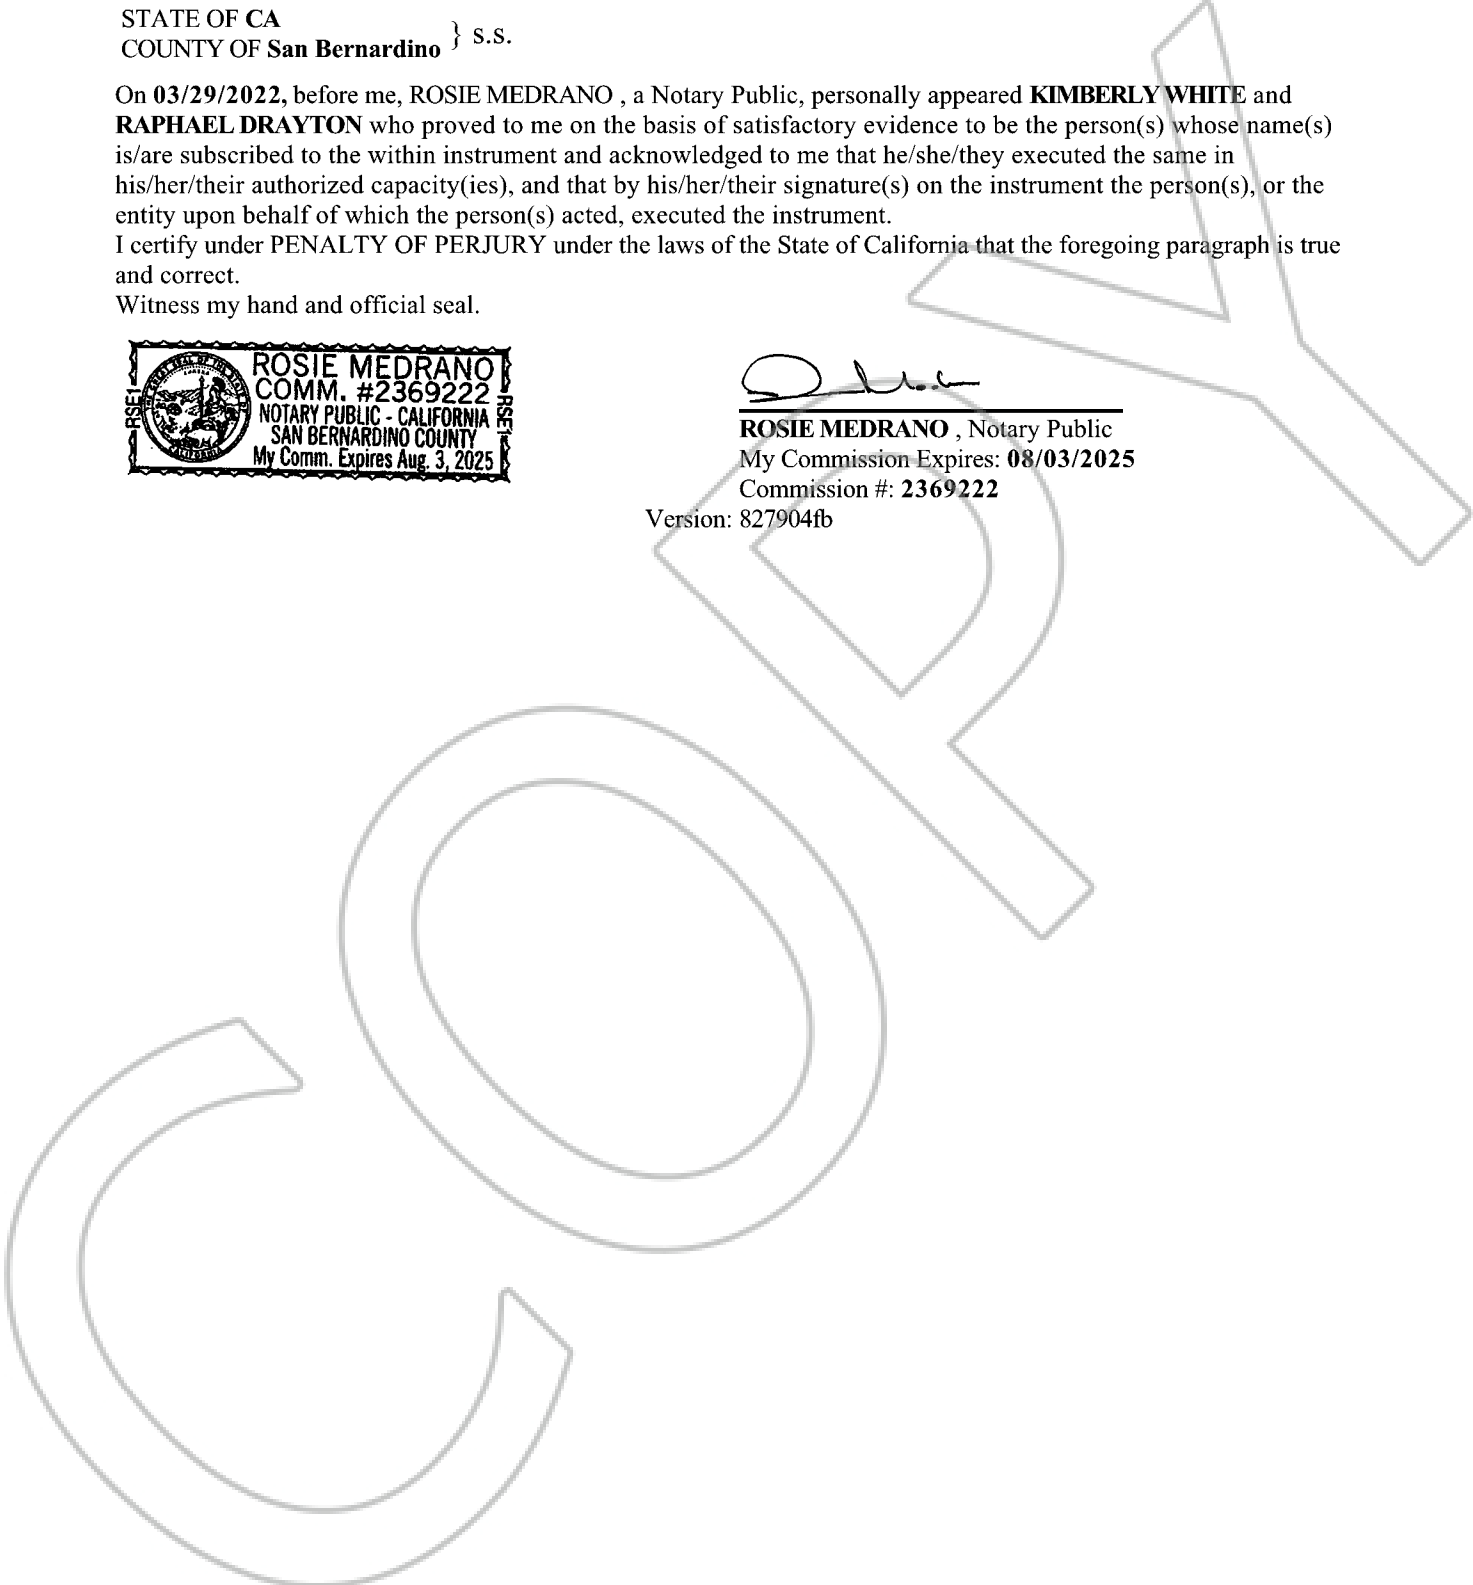 STATE OF CA
COUNTY OF San Bernardino } s.s.
On 03/29/2022, before me, ROSIE MEDRANO , a Notary Public, personally appeared KIMBERLY WHITE and
RAPHAEL DRAYTON who proved to me on the basis of satisfactory evidence to be the person(s) whose name(s)
is/are subscribed to the within instrument and acknowledged to me that he/she/they executed the same in
his/her/their authorized capacity(ies), and that by his/her/their signature(s) on the instrument the person(s), or the
entity upon behalf of which the person(s) acted, executed the instrument.
I certify under PENALTY OF PERJURY under the laws of the State of California that the foregoing paragraph is true
and correct.
Witness my hand and official seal.
RSE1
ROSIE MEDRANO
COMM. #2369222
NOTARY PUBLIC - CALIFORNIA
SAN BERNARDINO COUNTY
My Comm. Expires Aug. 3, 2025
RSE1
ROSIE MEDRANO , Notary Public
My Commission Expires: 08/03/2025
Commission #: 2369222
Version: 827904fb
COPY